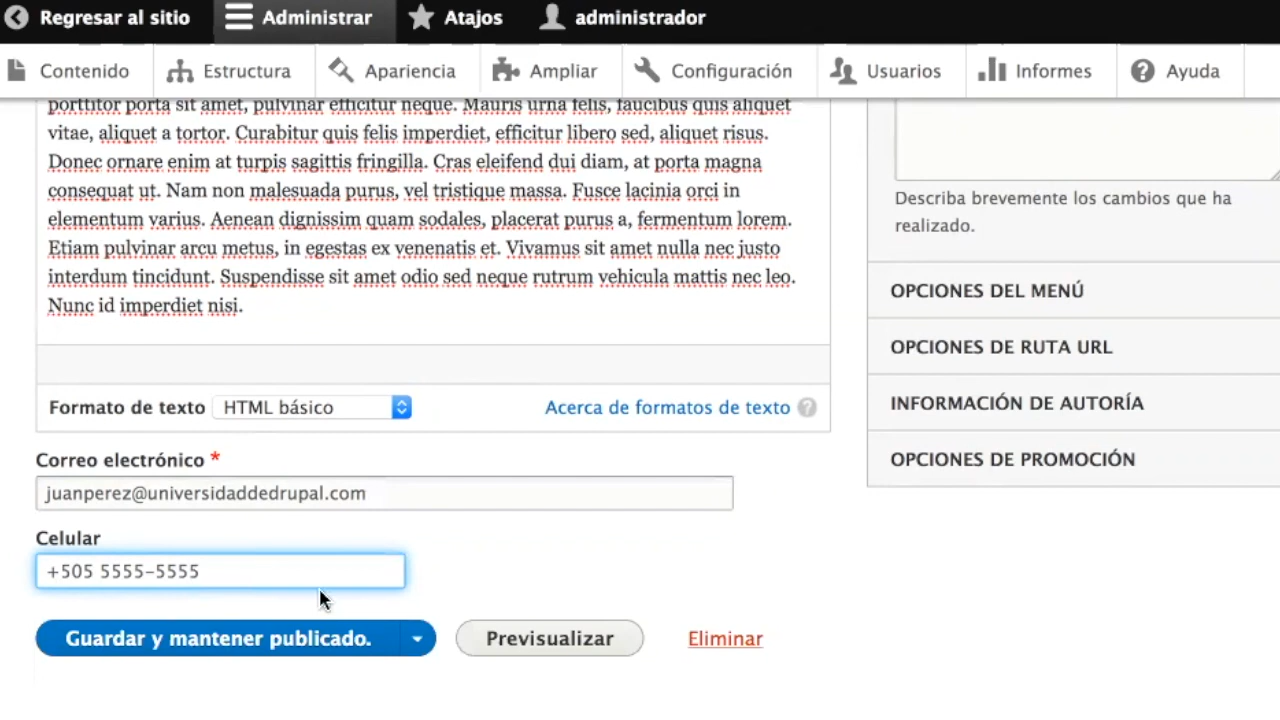 Regresar al sitio Administrar Atajos administrador
Contenido Estructura Apariencia Ampliar Configuración Usuarios Informes Ayuda
porttitor porta sit amet, pulvinar efficitur neque. Mauris urna felis, faucibus quis aliquet
vitae, aliquet a tortor. Curabitur quis felis imperdiet, efficitur libero sed, aliquet risus.
Donec ornare enim at turpis sagittis fringilla. Cras eleifend dui diam, at porta magna
consequat ut. Nam non malesuada purus, vel tristique massa. Fusce lacinia orci in
elementum varius. Aenean dignissim quam sodales, placerat purus a, fermentum lorem.
Etiam pulvinar arcu metus, in egestas ex venenatis et. Vivamus sit amet nulla nec justo
interdum tincidunt. Suspendisse sit amet odio sed neque rutrum vehicula mattis nec leo.
Nunc id imperdiet nisi.
Formato de texto HTML básico Acerca de formatos de texto ?
Correo electrónico *
juanperez@universidaddedrupal.com
Celular
+505 5555-5555
Guardar y mantener publicado. Previsualizar Eliminar
Describa brevemente los cambios que ha
realizado.
OPCIONES DEL MENÚ
OPCIONES DE RUTA URL
INFORMACIÓN DE AUTORÍA
OPCIONES DE PROMOCIÓN